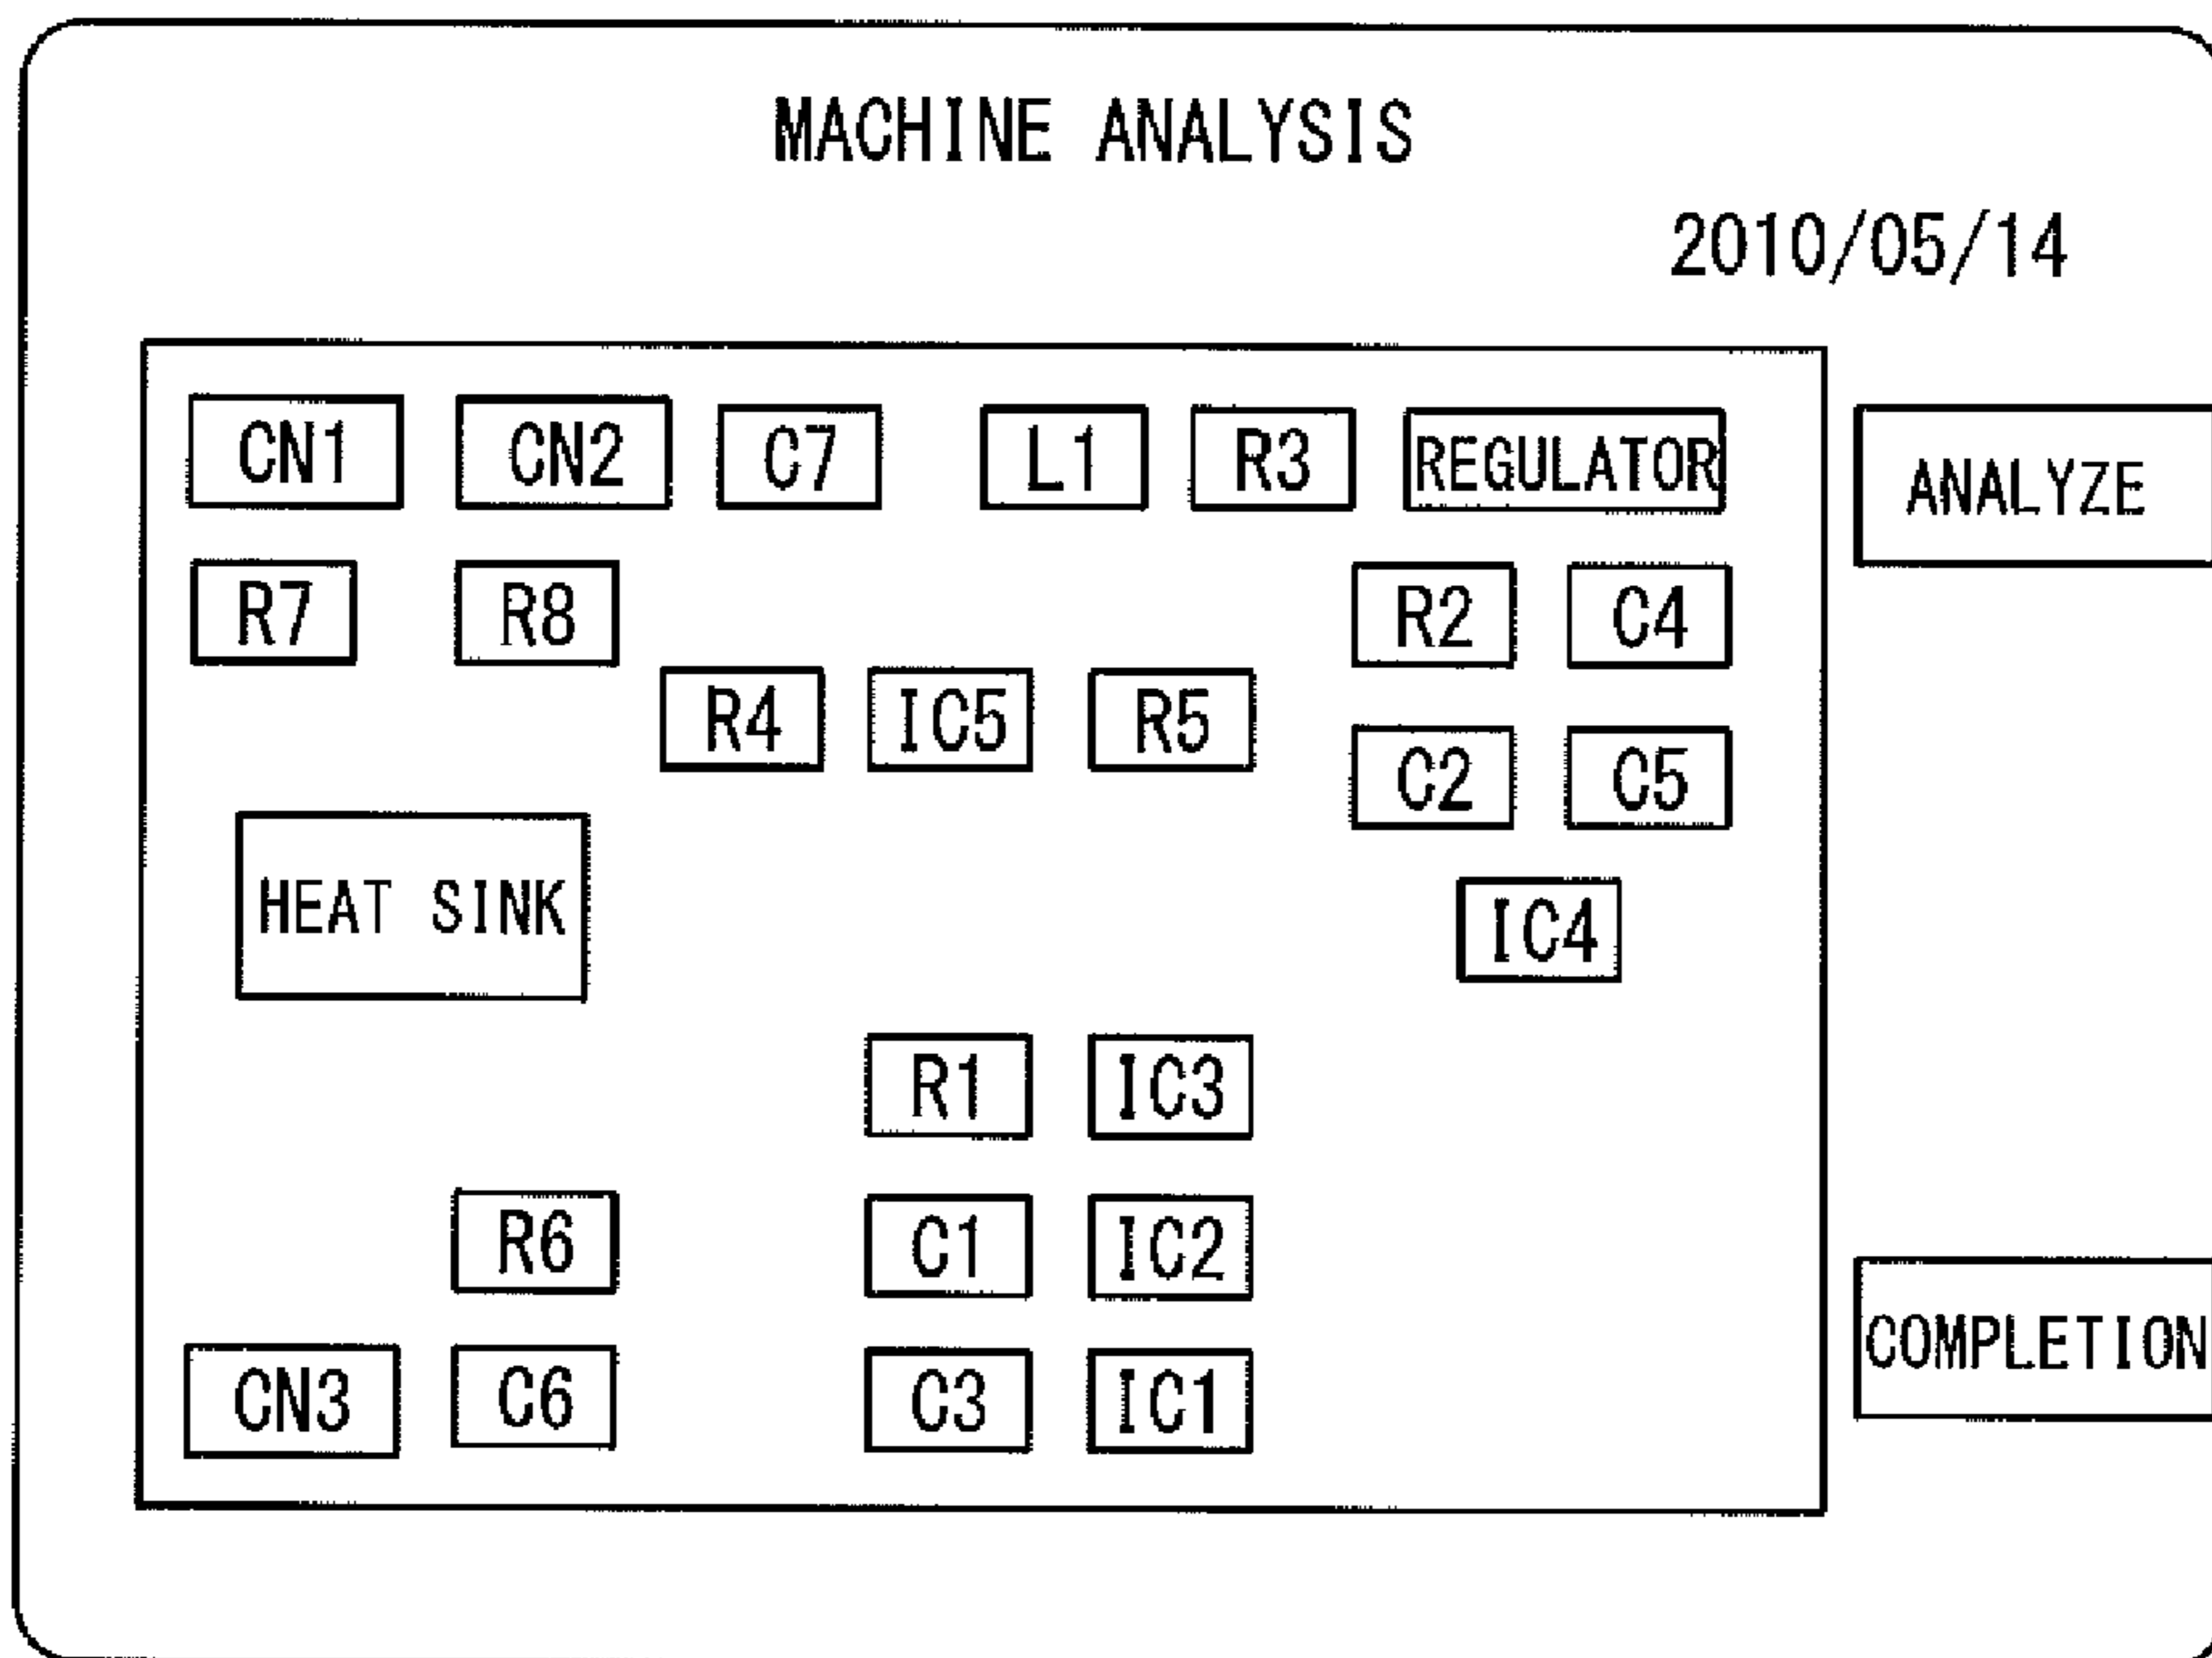 MACHINE ANALYSIS
2010/05/14
CN1 CN2 C7 L1 R3 REGULATOR ANALYZE
R7 R8 R2 C4
R4 IC5 R5
C2 C5
HEAT SINK IC4
R1 IC3
R6 C1 IC2
COMPLETION
CN3 C6 C3 IC1